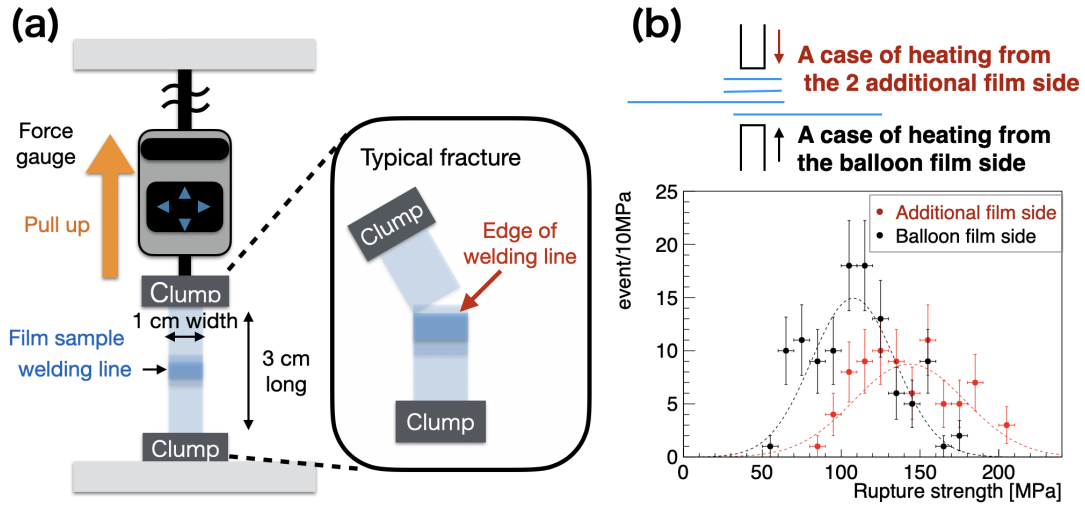 (a)
Force
gauge
Pull up
Clump
1 cm width
Film sample
welding line
3 cm
long
Clump
Typical fracture
Clump
Edge of
welding line
Clump
(b)
A case of heating from
the 2 additional film side
A case of heating from
the balloon film side
event/10MPa
25
20
15
10
5
0
Additional film side
Balloon film side
0 50 100 150 200
Rupture strength [MPa]